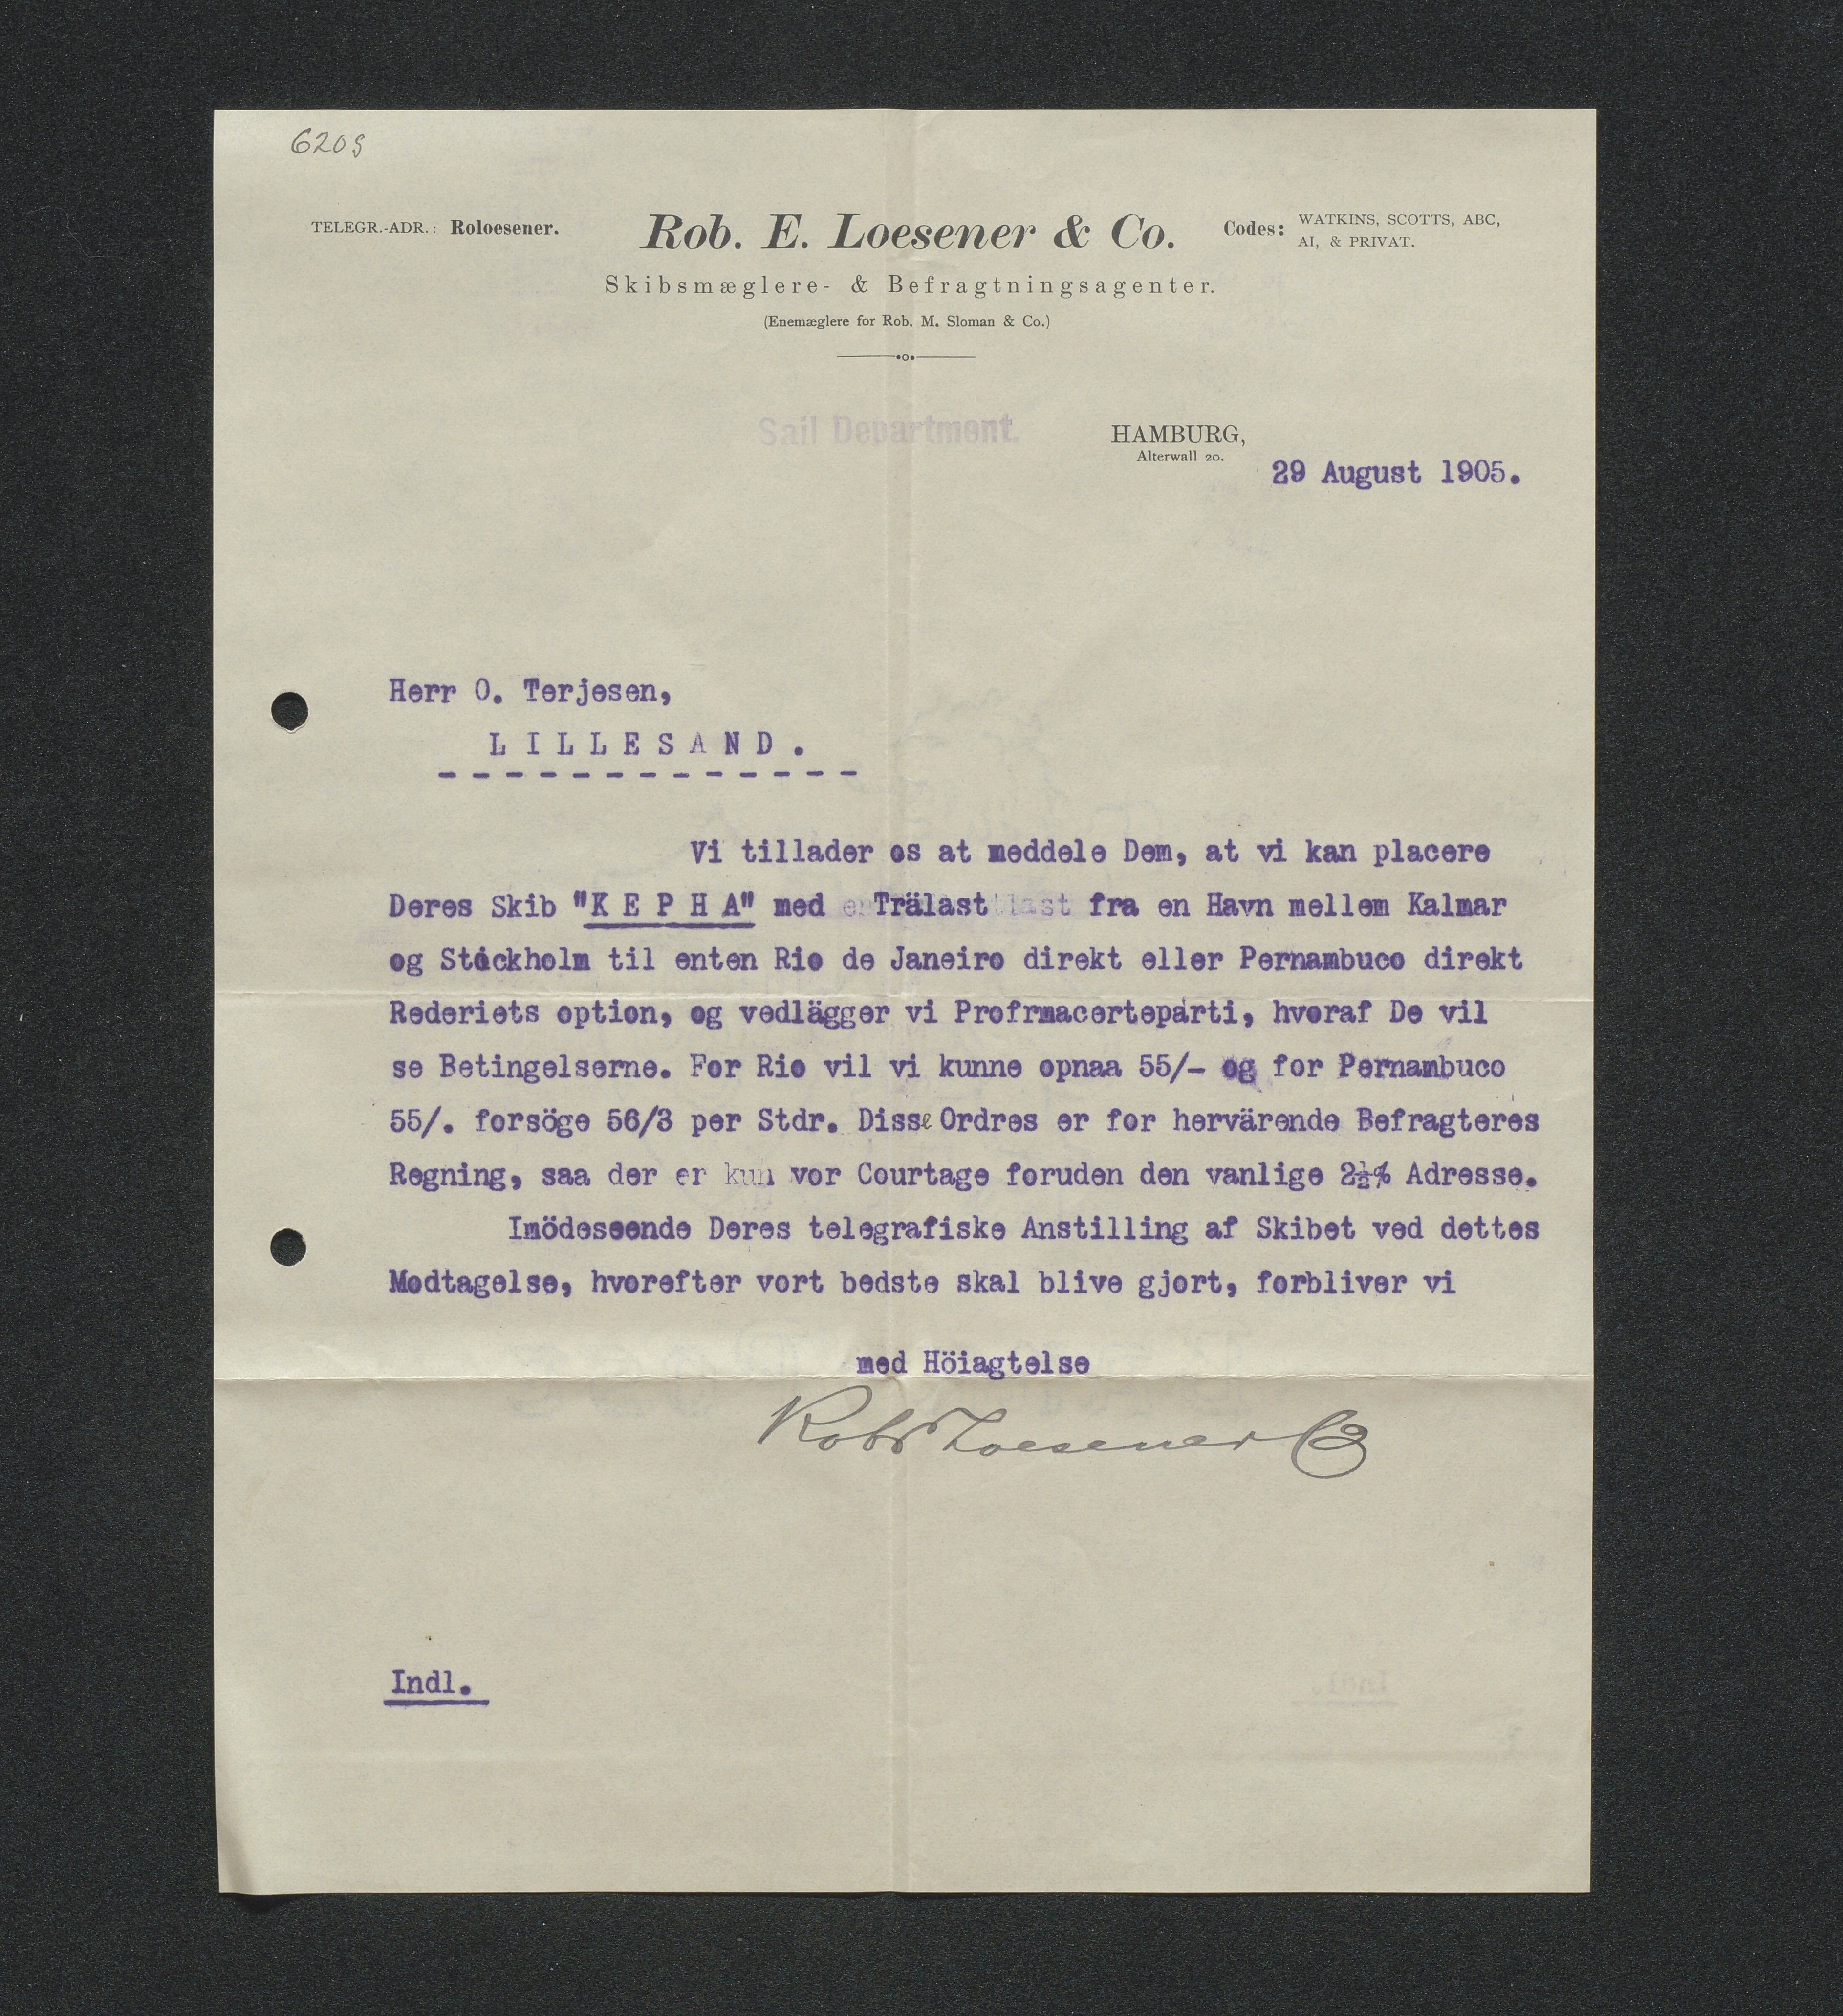 6209
TELEGR.-ADR.: Roloesener.
Rob. E. Loesener & Co.
Codes: WATKINS, SCOTTS, ABC,
AI, & PRIVAT.
Skibsmæglere- & Befragtningsagenter.
(Enemæglere for Rob. M. Sloman & Co.)
Sail Department.
HAMBURG,
Alterwall 20.
29 August 1905.
Herr O. Terjesen,
LILLESAND.
Vi tillader os at meddele Dem, at vi kan placere
Deres Skib "KEPHA" med Trälast fra en Havn mellem Kalmar
og Stockholm til enten Rio de Janeiro direkt eller Pernambuco direkt
Rederiets option, og vedlägger vi Profrmacerteparti, hvoraf De vil
se Betingelserne. For Rio vil vi kunne opnaa 55/- og for Pernambuco
55/. forsöge 56/3 per Stdr. Disse Ordres er for hervärende Befragteres
Regning, saa der er kun vor Courtage foruden den vanlige 2½% Adresse.
Imödeseende Deres telegrafiske Anstilling af Skibet ved dettes
Modtagelse, hvorefter vort bedste skal blive gjort, forbliver vi
med Höiagtelse
Rob E Loesener & Co
Indl.